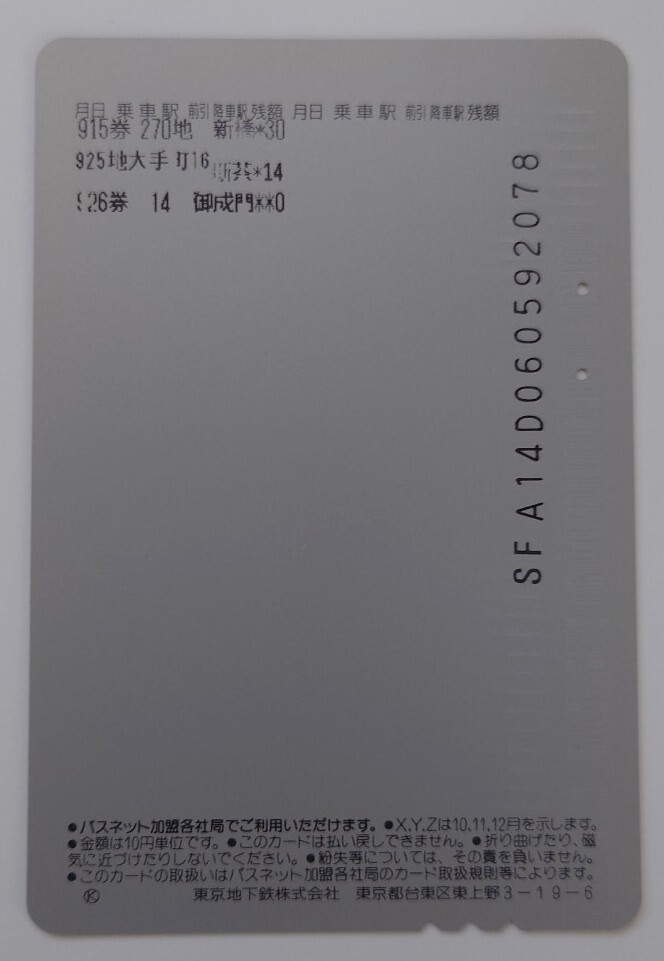 月日 乗車駅 前引 降車駅 残額 月日 乗車駅 前引 降車駅 残額
915券 270地 新橋*30
925地大手町16 *14
926券 14 御成門**0
SFA14D060592078
●パスネット加盟各社局でご利用いただけます。●X,Y,Zは10,11,12月を示します。
●金額は10円単位です。●このカードは払い戻しできません。●折り曲げたり、磁
気に近づけたりしないでください。●紛失等については、その責を負いません。
●このカードの取扱いはパスネット加盟各社局のカード取扱規則等によります。
Ⓚ 東京地下鉄株式会社 東京都台東区東上野3-19-6